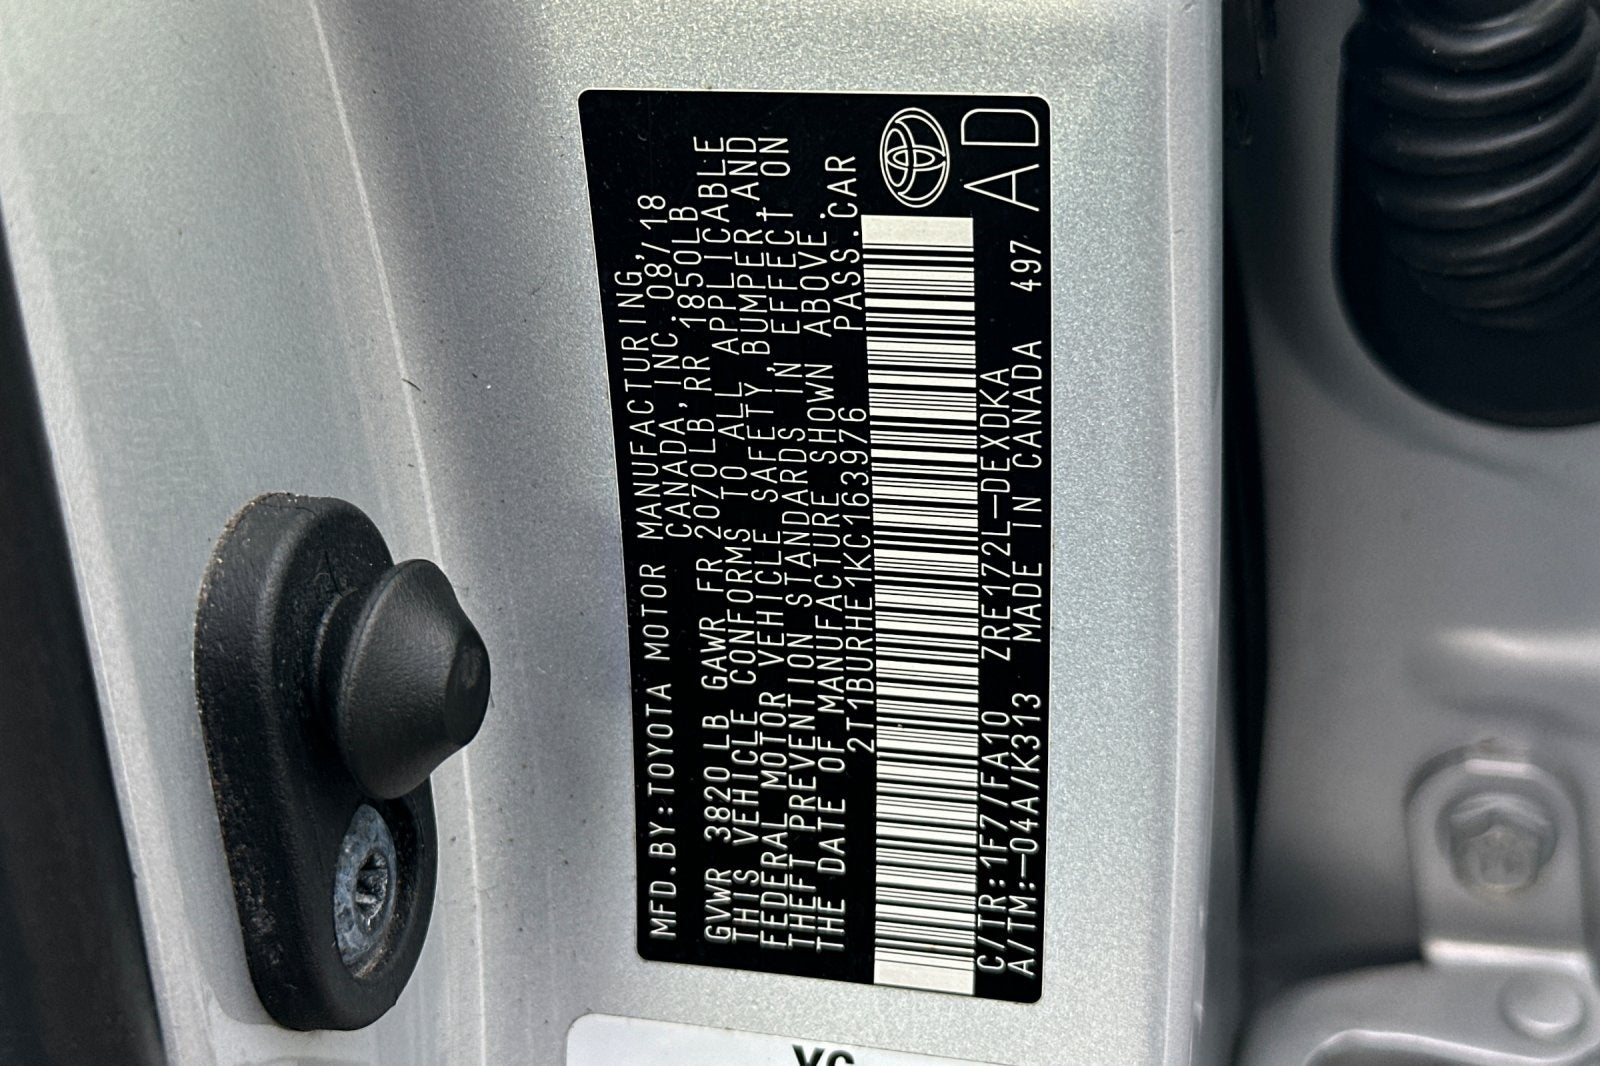 MFD.BY:TOYOTA MOTOR MANUFACTURING,
CANADA, INC. 08/18
GVWR 3820LB GAWR FR 2070LB, RR 1850LB
THIS VEHICLE CONFORMS TO ALL APPLICABLE
FEDERAL MOTOR VEHICLE SAFETY, BUMPER, AND
THEFT PREVENTION STANDARDS IN EFFECT ON
THE DATE OF MANUFACTURE SHOWN ABOVE.
2T1BURHE1KC163976 PASS.CAR
C/TR:1F7/FA10 ZRE172L-DEXDKA
A/TM:-04A/K313 MADE IN CANADA 497 AD